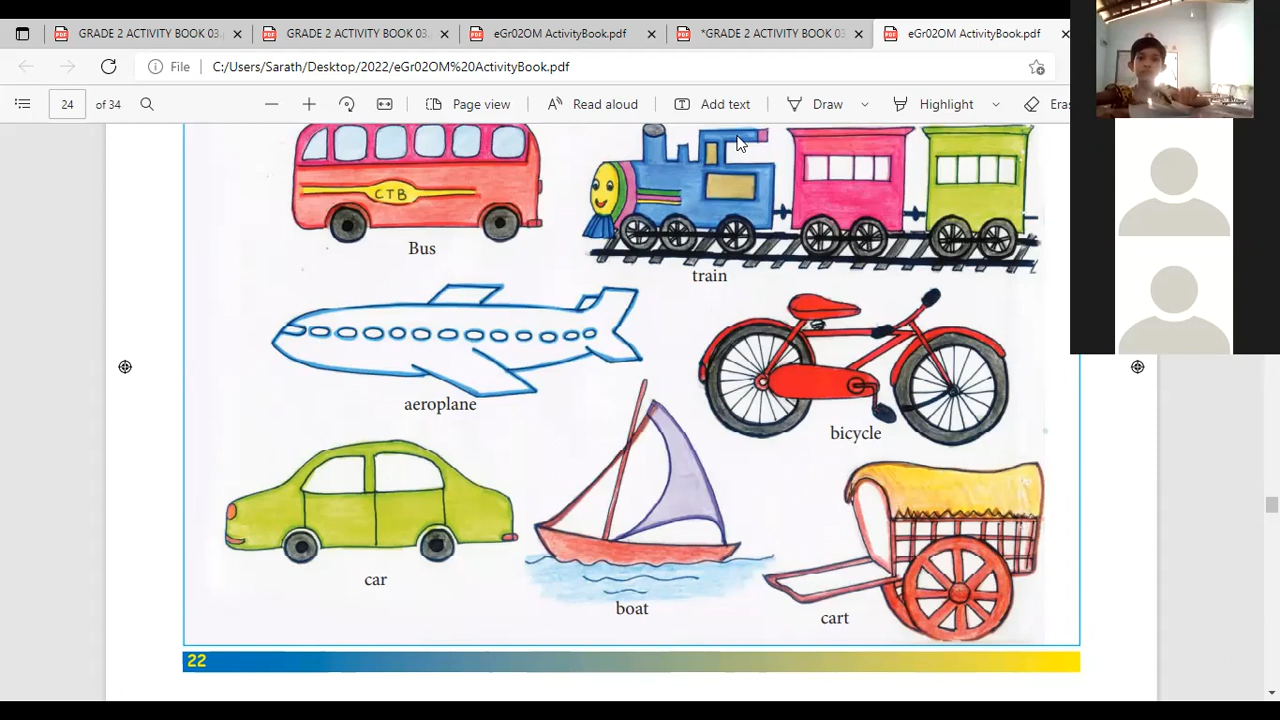 GRADE 2 ACTIVITY BOOK 03.
GRADE 2 ACTIVITY BOOK 03.
eGr02OM ActivityBook.pdf
*GRADE 2 ACTIVITY BOOK 03
eGr02OM ActivityBook.pdf
File
C:/Users/Sarath/Desktop/2022/eGr02OM%20ActivityBook.pdf
24 of 34
Page view
Read aloud
Add text
Draw
Highlight
Eras
CTB
Bus
train
aeroplane
bicycle
car
boat
cart
22